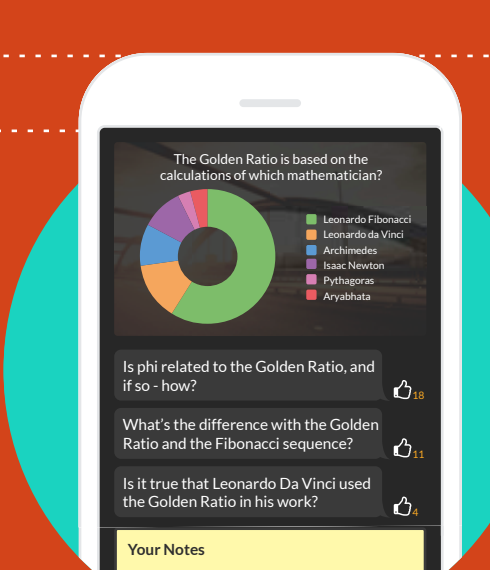 The Golden Ratio is based on the
calculations of which mathematician?
Leonardo Fibonacci
Leonardo da Vinci
Archimedes
Isaac Newton
Pythagoras
Aryabhata
Is phi related to the Golden Ratio, and
if so - how?
18
What's the difference with the Golden
Ratio and the Fibonacci sequence?
11
Is it true that Leonardo Da Vinci used
the Golden Ratio in his work?
4
Your Notes